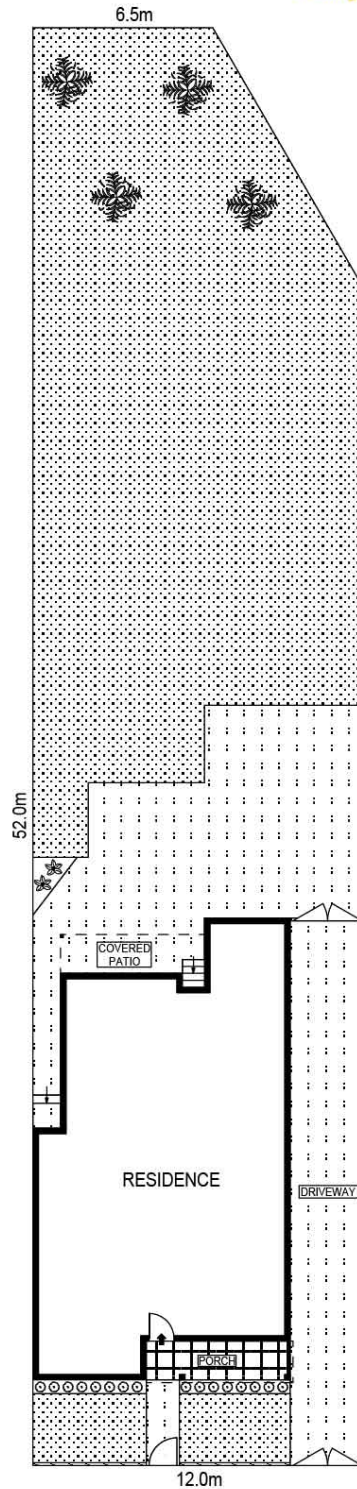 6.5m
52.0m
COVERED
PATIO
RESIDENCE
DRIVEWAY
PORCH
12.0m